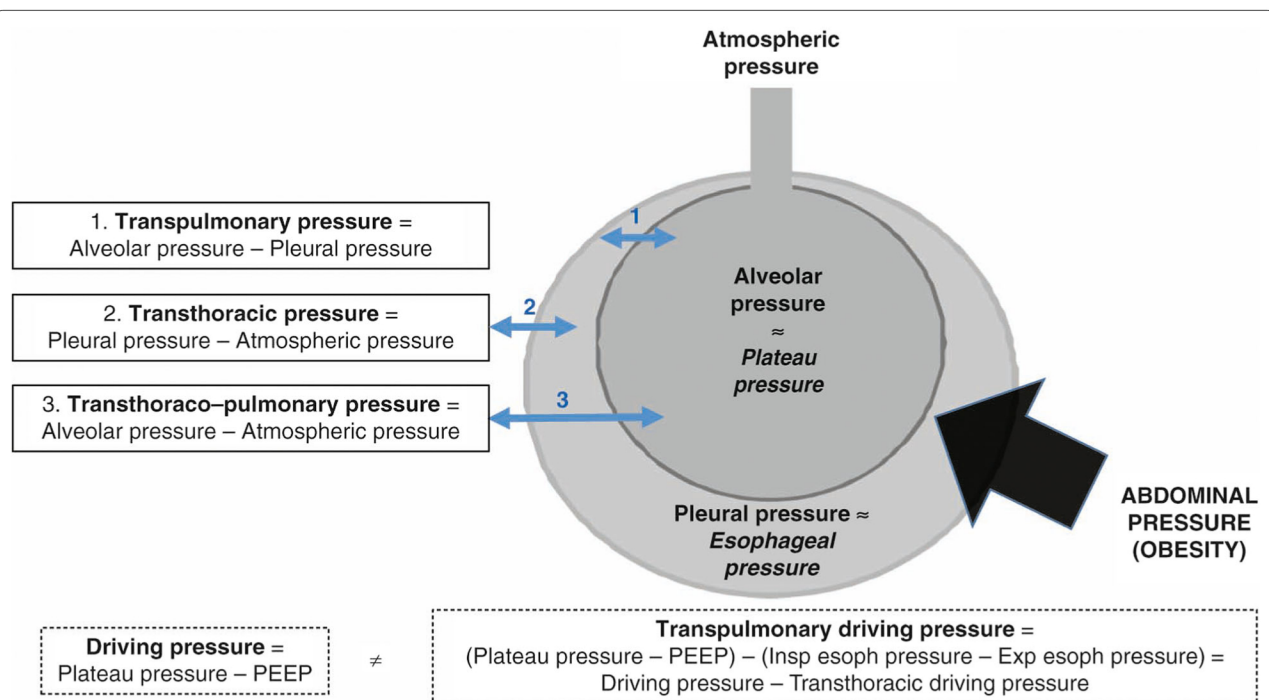 Atmospheric
pressure
1. Transpulmonary pressure =
Alveolar pressure – Pleural pressure
1
2. Transthoracic pressure =
Pleural pressure – Atmospheric pressure
2
3. Transthoraco–pulmonary pressure =
Alveolar pressure – Atmospheric pressure
3
Alveolar
pressure
≈
Plateau
pressure
Pleural pressure ≈
Esophageal
pressure
ABDOMINAL
PRESSURE
(OBESITY)
Driving pressure =
Plateau pressure – PEEP
≠
Transpulmonary driving pressure =
(Plateau pressure – PEEP) – (Insp esoph pressure – Exp esoph pressure) =
Driving pressure – Transthoracic driving pressure